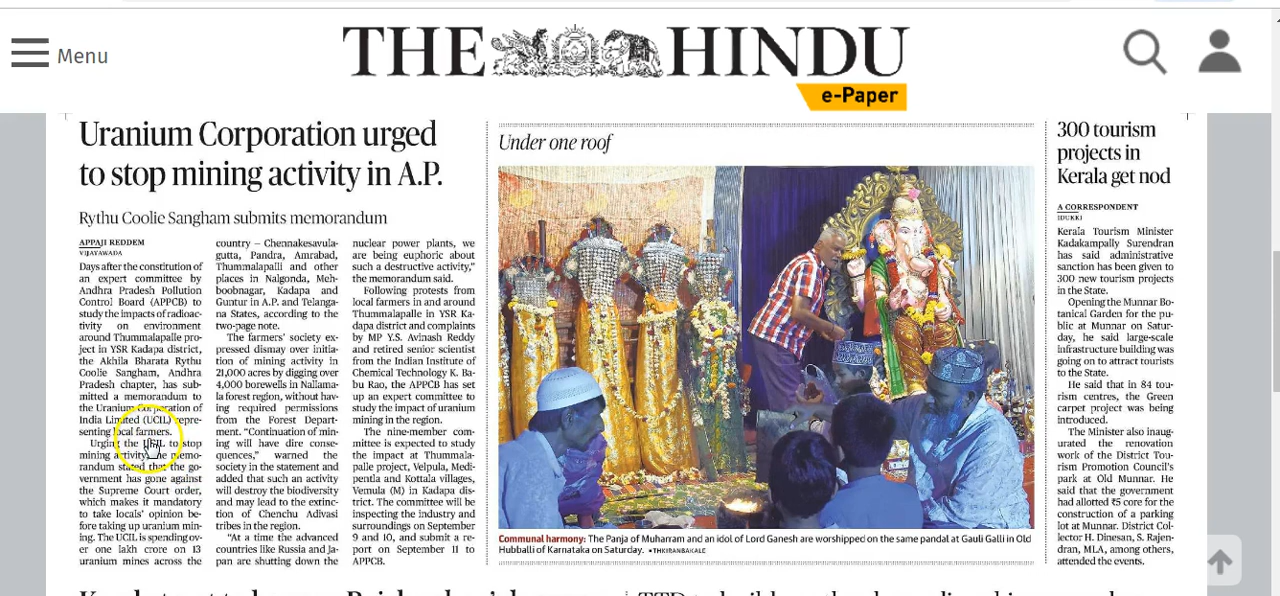 Menu
THE HINDU
e-Paper
Uranium Corporation urged
to stop mining activity in A.P.
Rythu Coolie Sangham submits memorandum
APPAJI REDDEM
VIJAYAWADA
Days after the constitution of
an expert committee by
Andhra Pradesh Pollution
Control Board (APPCB) to
study the impacts of radioac-
tivity on environment
around Thummalapalle pro-
ject in YSR Kadapa district,
the Akhila Bharata Rythu
Coolie Sangham, Andhra
Pradesh chapter, has sub-
mitted a memorandum to
the Uranium Corporation of
India Limited (UCIL) repre-
senting local farmers.
Urging the UCIL to stop
mining activity, the memo-
randum stated that the go-
vernment has gone against
the Supreme Court order,
which makes it mandatory
to take locals' opinion be-
fore taking up uranium min-
ing. The UCIL is spending ov-
er one lakh crore on 13
uranium mines across the
country – Chennakesavula-
gutta, Pandra, Amrabad,
Thummalapalli and other
places in Nalgonda, Meh-
boobnagar, Kadapa and
Guntur in A.P. and Telanga-
na States, according to the
two-page note.
The farmers' society ex-
pressed dismay over initia-
tion of mining activity in
21,000 acres by digging over
4,000 borewells in Nallama-
la forest region, without hav-
ing required permissions
from the Forest Depart-
ment. "Continuation of min-
ing will have dire conse-
quences," warned the
society in the statement and
added that such an activity
will destroy the biodiversity
and may lead to the extinc-
tion of Chenchu Adivasi
tribes in the region.
"At a time the advanced
countries like Russia and Ja-
pan are shutting down the
nuclear power plants, we
are being euphoric about
such a destructive activity,"
the memorandum said.
Following protests from
local farmers in and around
Thummalapalle in YSR Ka-
dapa district and complaints
by MP Y.S. Avinash Reddy
and retired senior scientist
from the Indian Institute of
Chemical Technology K. Ba-
bu Rao, the APPCB has set
up an expert committee to
study the impact of uranium
mining in the region.
The nine-member com-
mittee is expected to study
the impact at Thummala-
palle project, Velpula, Medi-
pentla and Kottala villages,
Vemula (M) in Kadapa dis-
trict. The committee will be
inspecting the industry and
surroundings on September
9 and 10, and submit a re-
port on September 11 to
APPCB.
Under one roof
Communal harmony: The Panja of Muharram and an idol of Lord Ganesh are worshipped on the same pandal at Gauli Galli in Old
Hubballi of Karnataka on Saturday. •THKIRANBAKALE
300 tourism
projects in
Kerala get nod
A CORRESPONDENT
IDUKKI
Kerala Tourism Minister
Kadakampally Surendran
has said administrative
sanction has been given to
300 new tourism projects
in the State.
Opening the Munnar Bo-
tanical Garden for the pu-
blic at Munnar on Satur-
day, he said large-scale
infrastructure building was
going on to attract tourists
to the State.
He said that in 84 tou-
rism centres, the Green
carpet project was being
introduced.
The Minister also inaug-
urated the renovation
work of the District Tou-
rism Promotion Council's
park at Old Munnar. He
said that the government
had allotted ₹5 core for the
construction of a parking
lot at Munnar. District Col-
lector H. Dinesan, S. Rajen-
dran, MLA, among others,
attended the events.